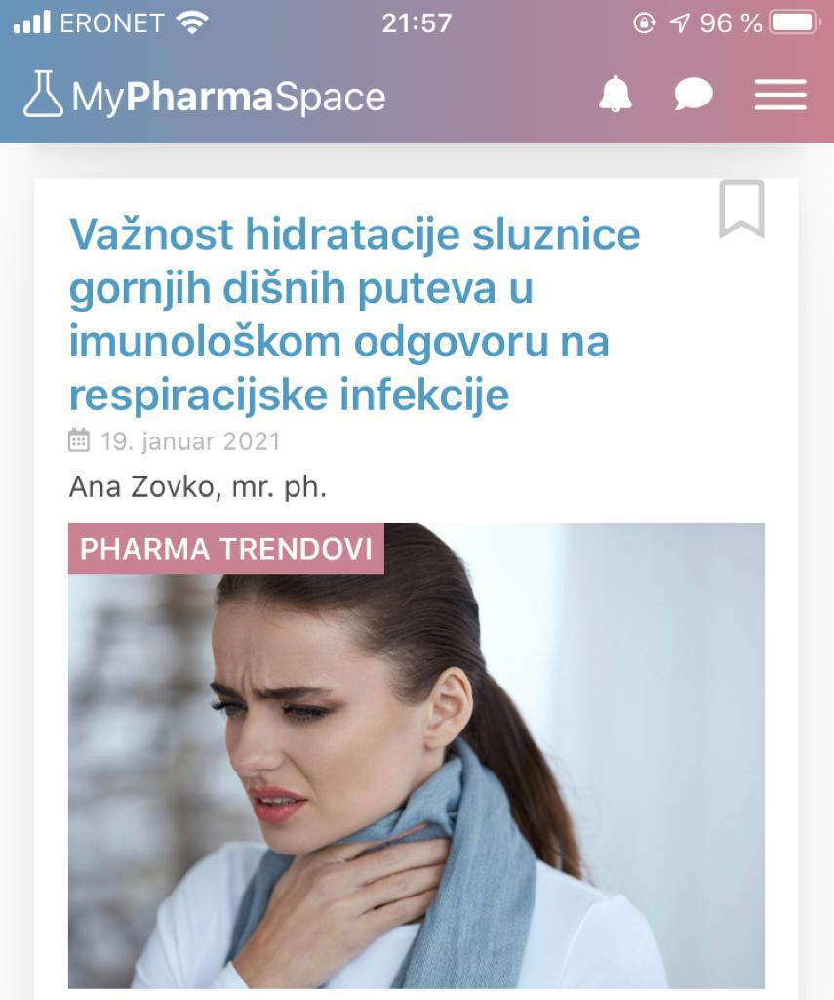 ERONET 21:57 96 %
MyPharmaSpace
Važnost hidratacije sluznice
gornjih dišnih puteva u
imunološkom odgovoru na
respiracijske infekcije
19. januar 2021
Ana Zovko, mr. ph.
PHARMA TRENDOVI